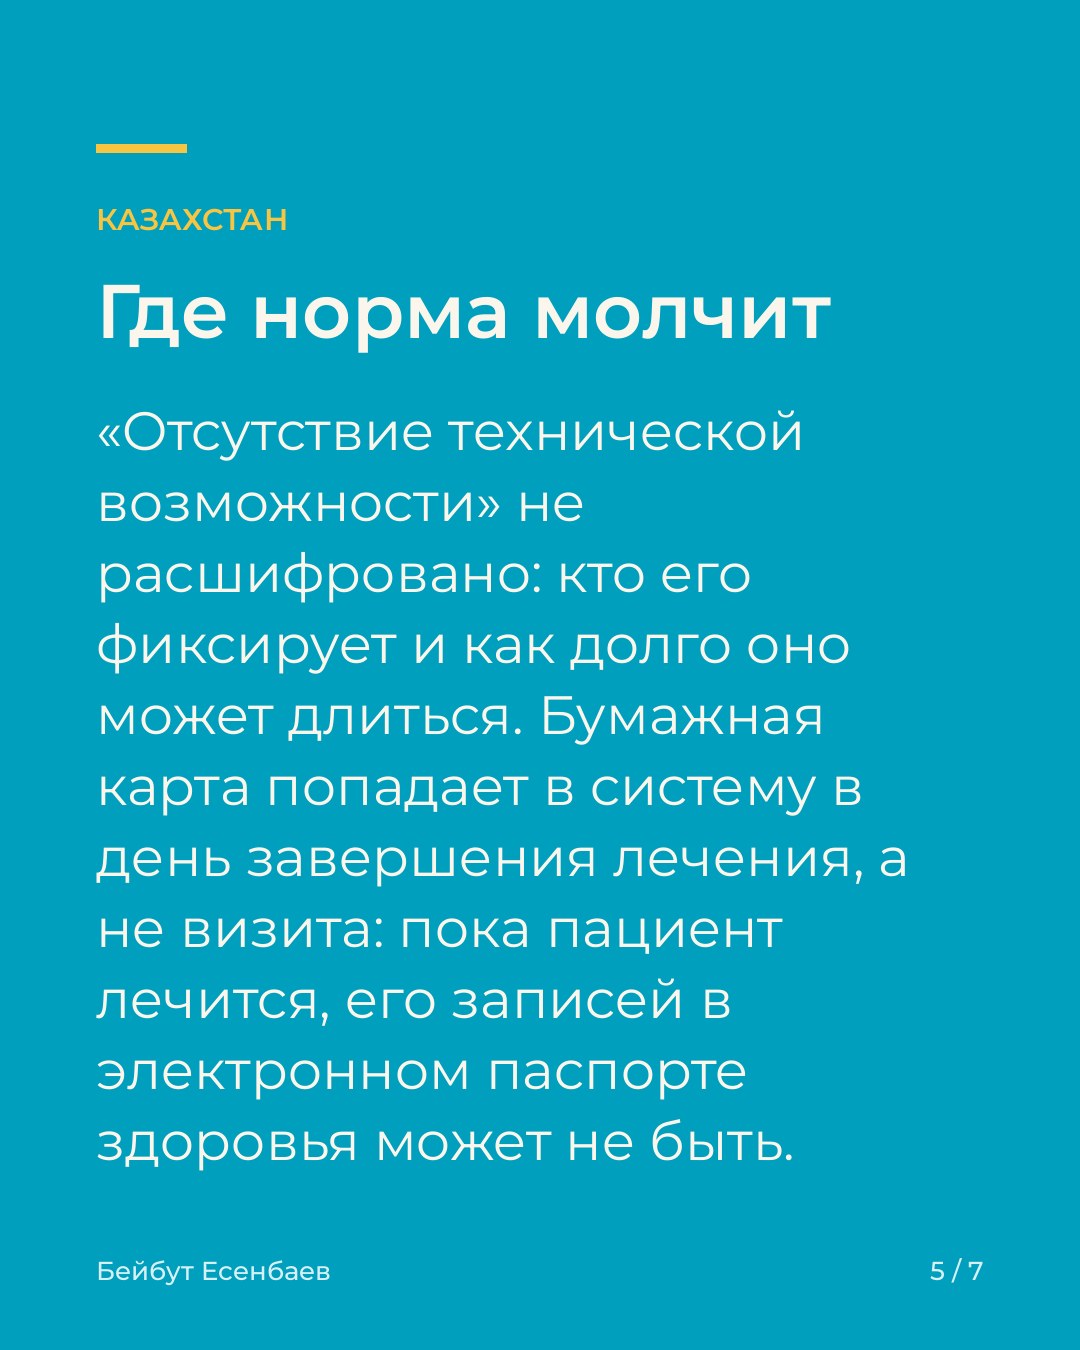 КАЗАХСТАН
Где норма молчит
«Отсутствие технической
возможности» не
расшифровано: кто его
фиксирует и как долго оно
может длиться. Бумажная
карта попадает в систему в
день завершения лечения, а
не визита: пока пациент
лечится, его записей в
электронном паспорте
здоровья может не быть.
Бейбут Есенбаев
5 / 7